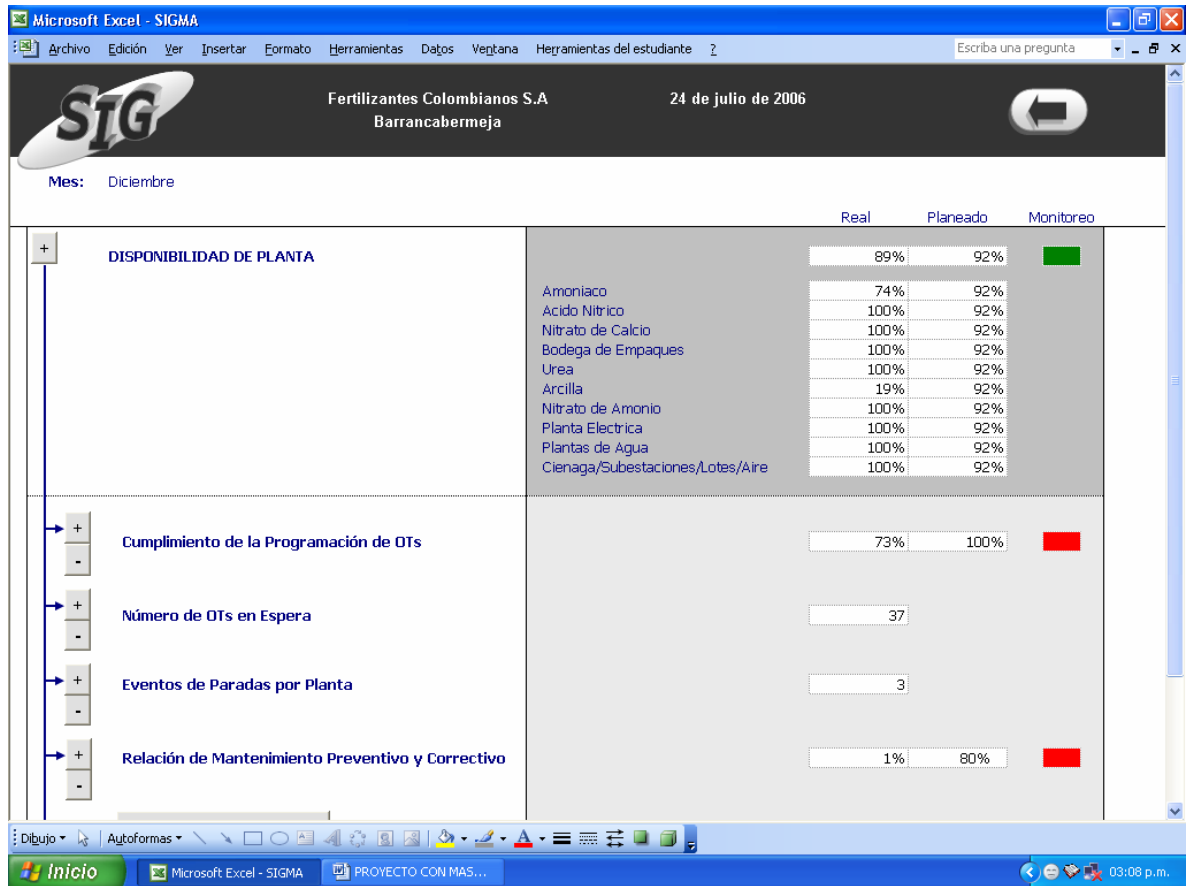 Microsoft Excel - SIGMA
Archivo Edición Ver Insertar Formato Herramientas Datos Ventana Herramientas del estudiante ? Escriba una pregunta
SIG
Fertilizantes Colombianos S.A 24 de julio de 2006
Barrancabermeja
Mes: Diciembre
Real Planeado Monitoreo
+ DISPONIBILIDAD DE PLANTA 89% 92%
Amoniaco 74% 92%
Acido Nitrico 100% 92%
Nitrato de Calcio 100% 92%
Bodega de Empaques 100% 92%
Urea 100% 92%
Arcilla 19% 92%
Nitrato de Amonio 100% 92%
Planta Electrica 100% 92%
Plantas de Agua 100% 92%
Cienaga/Subestaciones/Lotes/Aire 100% 92%
+
Cumplimiento de la Programación de OTs 73% 100%
-
+
Número de OTs en Espera 37
-
+
Eventos de Paradas por Planta 3
-
+
Relación de Mantenimiento Preventivo y Correctivo 1% 80%
-
Dibujo Autoformas
Inicio Microsoft Excel - SIGMA PROYECTO CON MAS... 03:08 p.m.